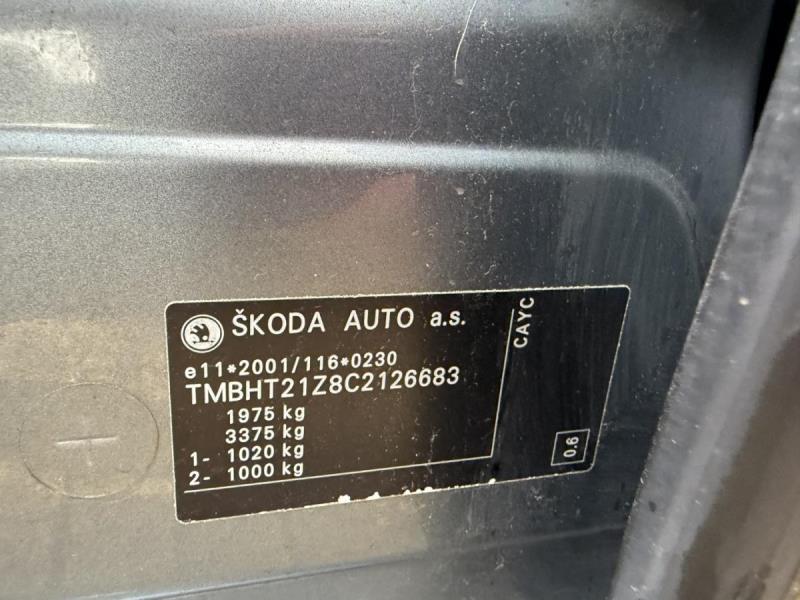 ŠKODA AUTO a.s.
e11*2001/116*0230
TMBHT21Z8C2126683
1975 kg
3375 kg
1- 1020 kg
2- 1000 kg
CAYC
0.6